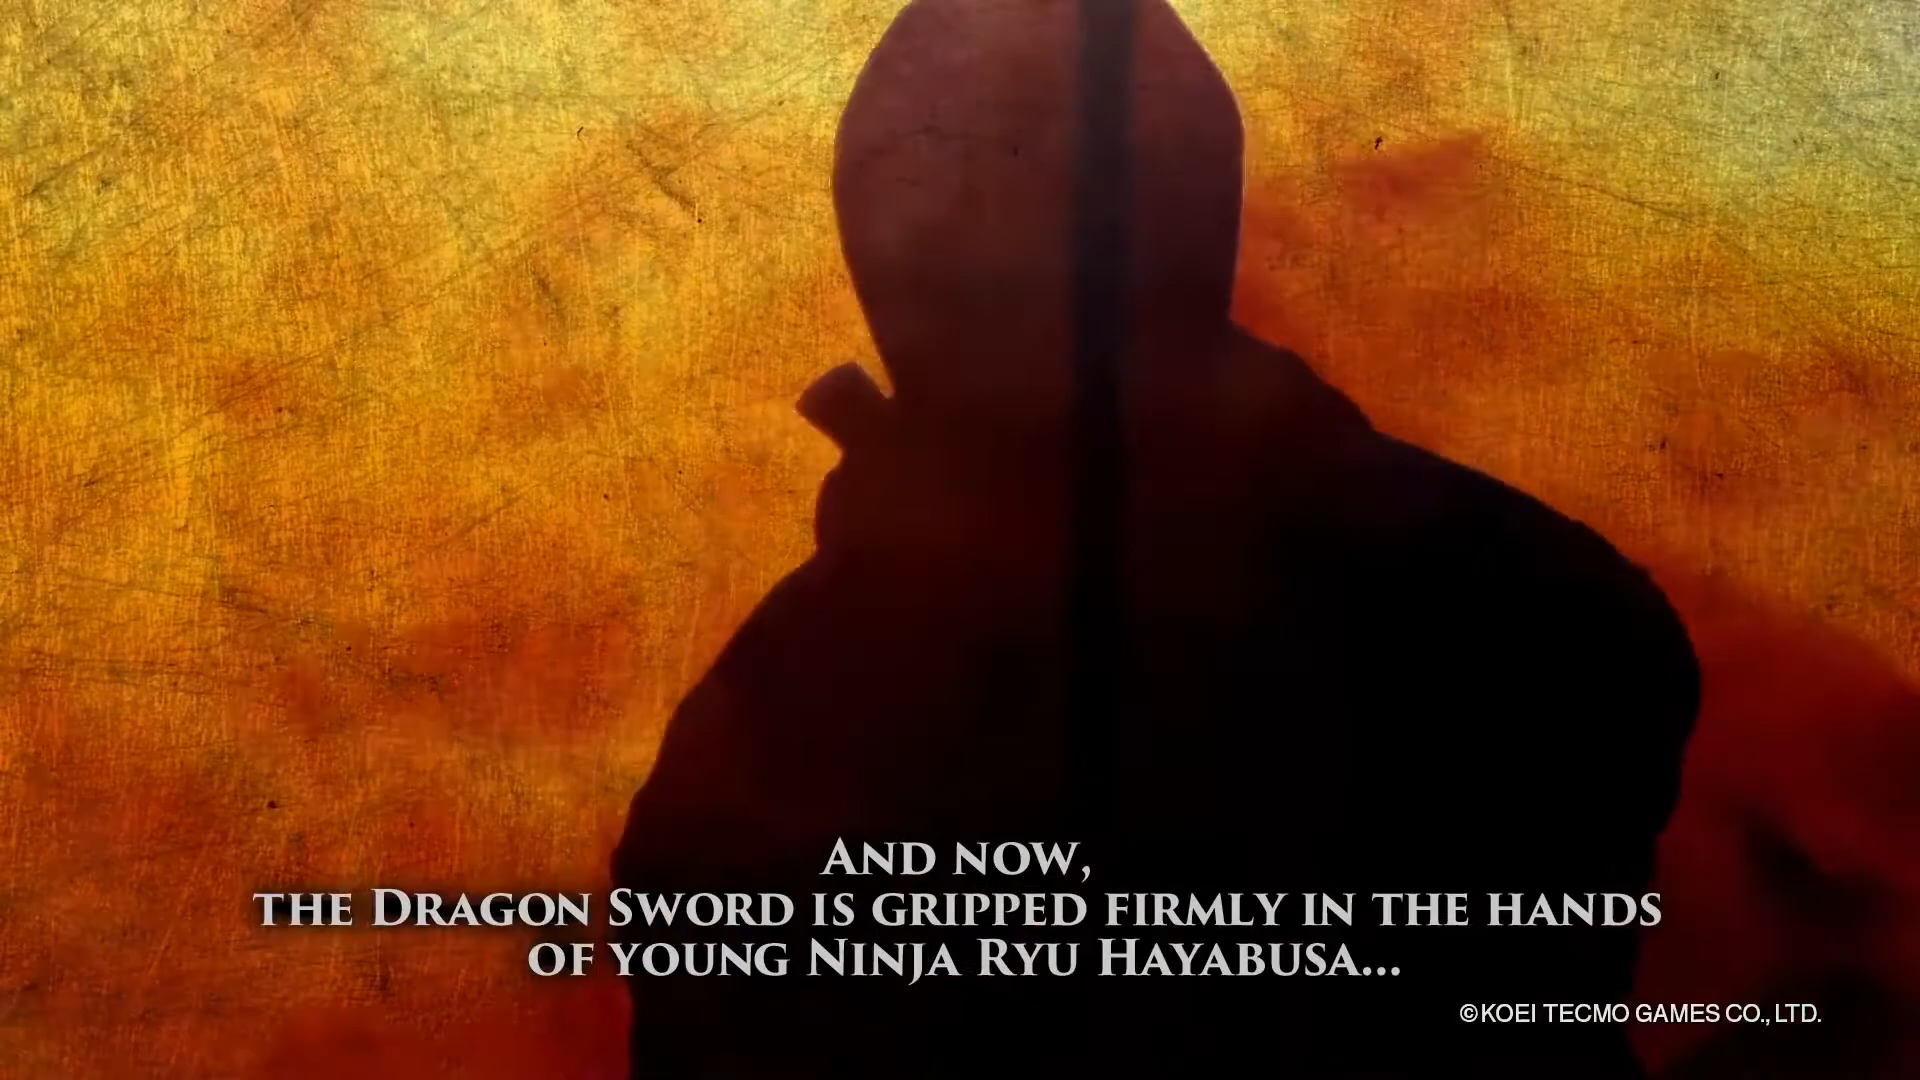 And now,
the Dragon Sword is gripped firmly in the hands
of young Ninja Ryu Hayabusa...
©KOEI TECMO GAMES CO., LTD.